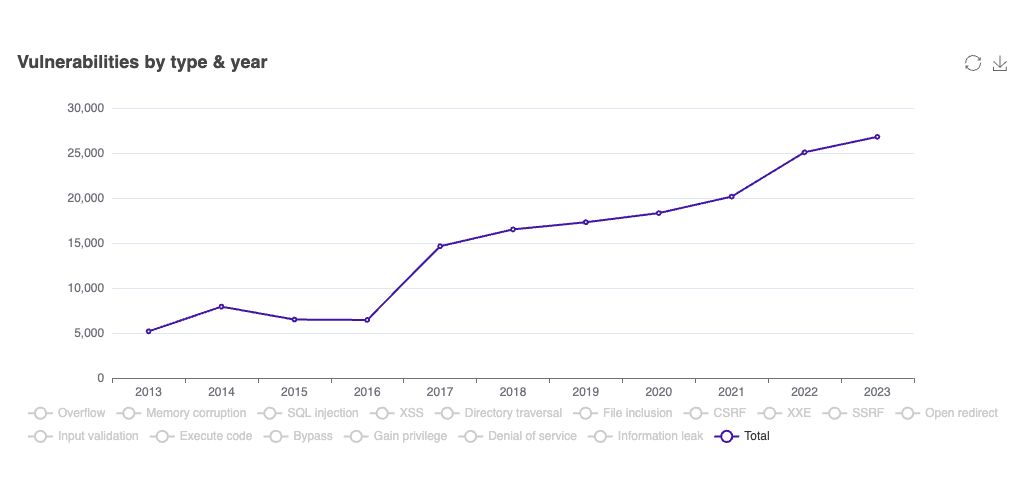 Vulnerabilities by type & year
30,000
25,000
20,000
15,000
10,000
5,000
0
2013 2014 2015 2016 2017 2018 2019 2020 2021 2022 2023
Overflow Memory corruption SQL injection XSS Directory traversal File inclusion CSRF XXE SSRF Open redirect
Input validation Execute code Bypass Gain privilege Denial of service Information leak Total